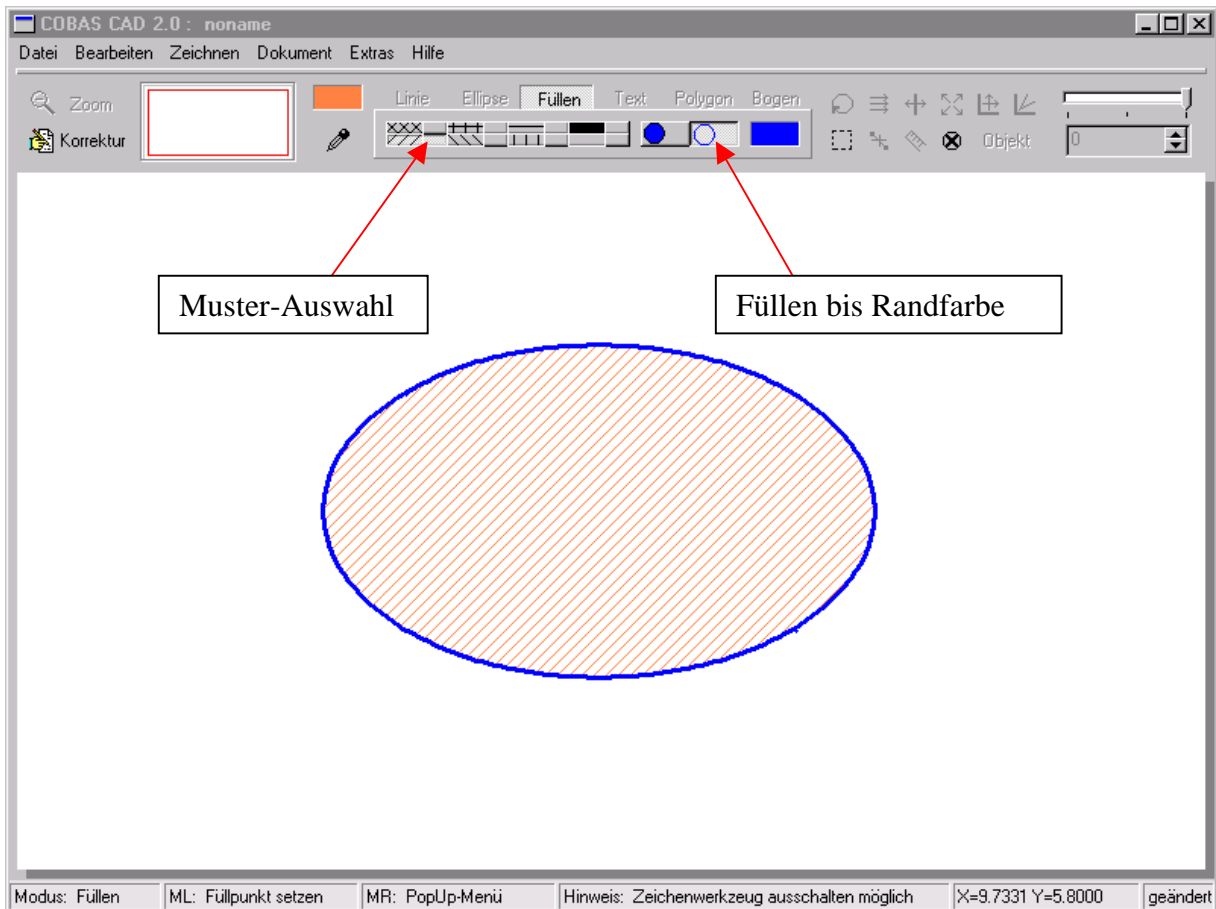 COBAS CAD 2.0 : noname
Datei Bearbeiten Zeichnen Dokument Extras Hilfe
Zoom
Linie Ellipse Füllen Text Polygon Bogen
Korrektur
Objekt 0
Muster-Auswahl
Füllen bis Randfarbe
Modus: Füllen ML: Füllpunkt setzen MR: PopUp-Menü Hinweis: Zeichenwerkzeug ausschalten möglich X=9.7331 Y=5.8000 geändert